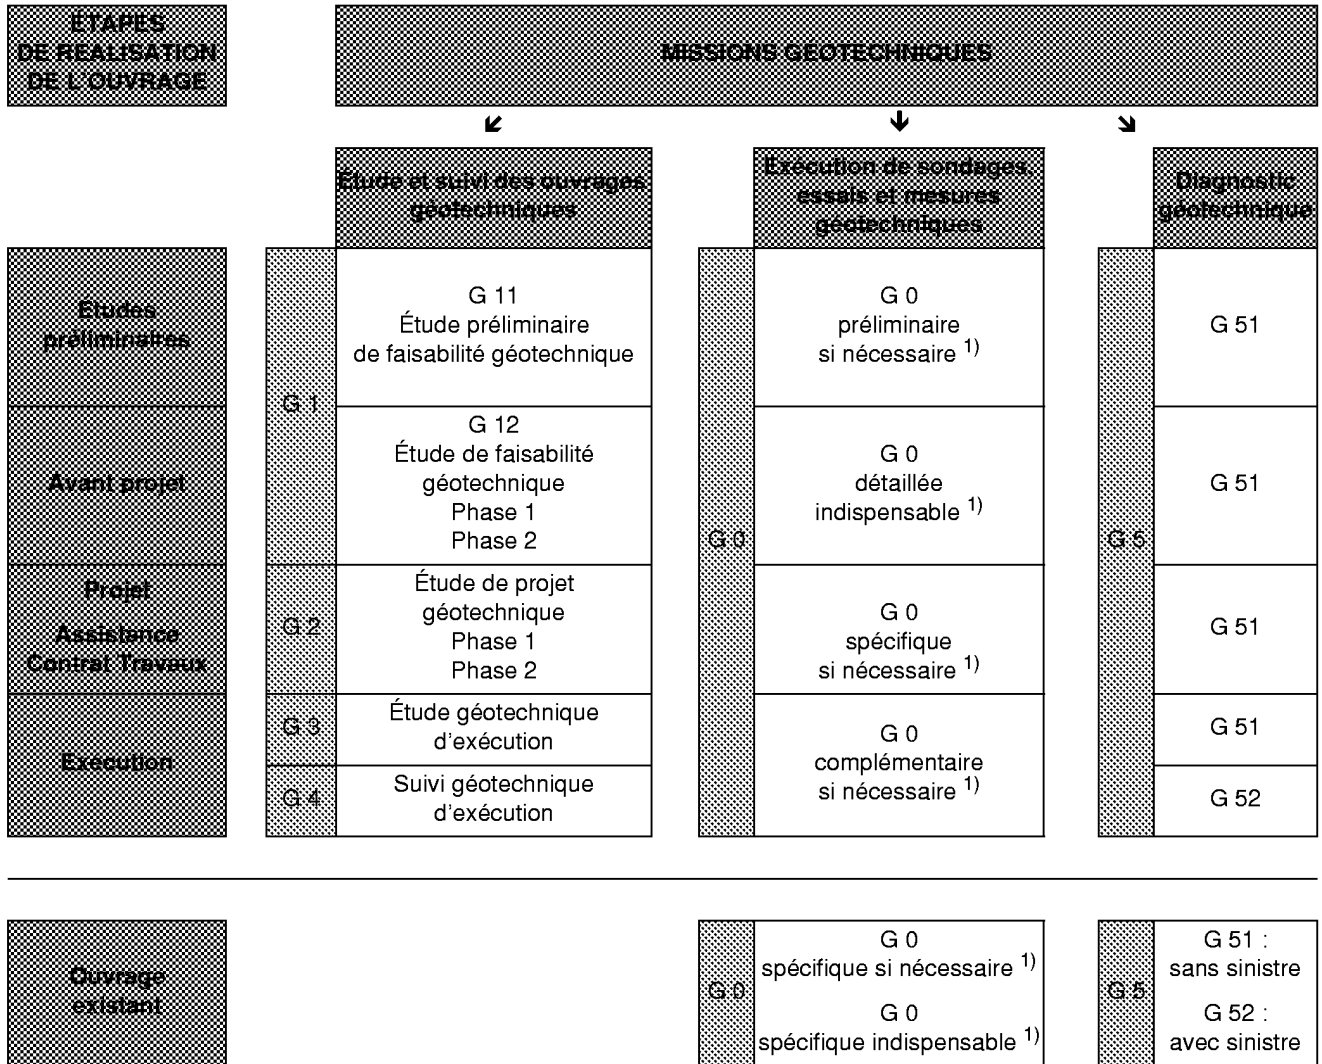 ÉTAPES
DE RÉALISATION
DE L'OUVRAGE
MISSIONS GÉOTECHNIQUES
Étude et suivi des ouvrages
géotechniques
Exécution de sondages,
essais et mesures
géotechniques
Diagnostic
géotechnique
Études
préliminaires
G 1
G 11
Étude préliminaire
de faisabilité géotechnique
G 0
G 0
préliminaire
si nécessaire 1)
G 5
G 51
Avant projet
G 12
Étude de faisabilité
géotechnique
Phase 1
Phase 2
G 0
détaillée
indispensable 1)
G 51
Projet
Assistance
Contrat Travaux
G 2
Étude de projet
géotechnique
Phase 1
Phase 2
G 0
spécifique
si nécessaire 1)
G 51
Exécution
G 3
Étude géotechnique
d'exécution
G 0
complémentaire
si nécessaire 1)
G 51
G 4
Suivi géotechnique
d'exécution
G 52
Ouvrage
existant
G 0
G 0
spécifique si nécessaire 1)
G 0
spécifique indispensable 1)
G 5
G 51 :
sans sinistre
G 52 :
avec sinistre